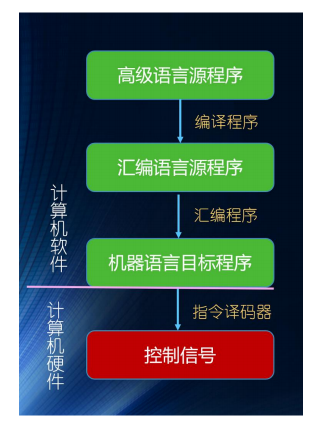 高级语言源程序
编译程序
汇编语言源程序
汇编程序
计算机软件
机器语言目标程序
指令译码器
计算机硬件
控制信号